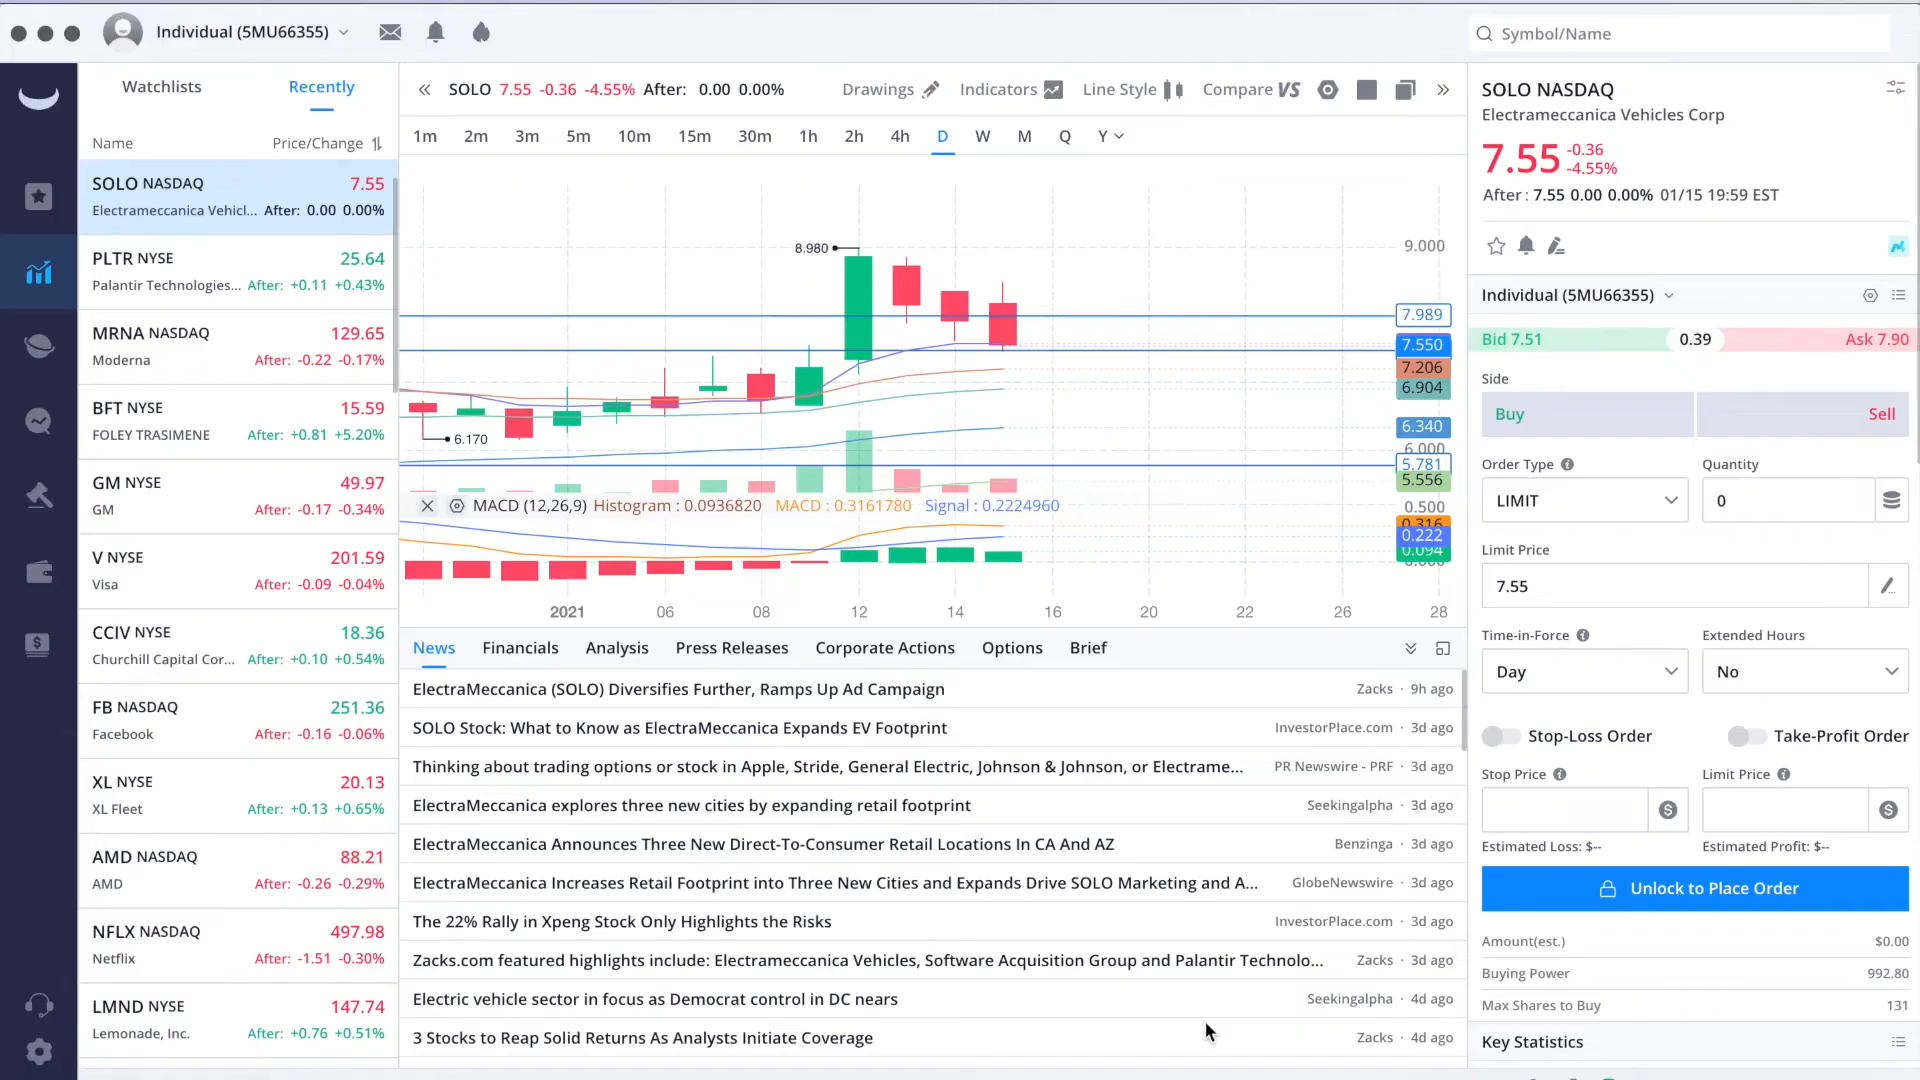 Individual (5MU66355)
Symbol/Name
Watchlists
Recently
Name
Price/Change
SOLO NASDAQ 7.55
Electrameccanica Vehicl... After: 0.00 0.00%
PLTR NYSE 25.64
Palantir Technologies... After: +0.11 +0.43%
MRNA NASDAQ 129.65
Moderna After: -0.22 -0.17%
BFT NYSE 15.59
FOLEY TRASIMENE After: +0.81 +5.20%
GM NYSE 49.97
GM After: -0.17 -0.34%
V NYSE 201.59
Visa After: -0.09 -0.04%
CCIV NYSE 18.36
Churchill Capital Cor... After: +0.10 +0.54%
FB NASDAQ 251.36
Facebook After: -0.16 -0.06%
XL NYSE 20.13
XL Fleet After: +0.13 +0.65%
AMD NASDAQ 88.21
AMD After: -0.26 -0.29%
NFLX NASDAQ 497.98
Netflix After: -1.51 -0.30%
LMND NYSE 147.74
Lemonade, Inc. After: +0.76 +0.51%
SOLO 7.55 -0.36 -4.55% After: 0.00 0.00% Drawings Indicators Line Style Compare VS
1m 2m 3m 5m 10m 15m 30m 1h 2h 4h D W M Q Y
8.980
9.000
7.989
7.550
7.206
6.904
6.170
6.340
6.000
5.781
5.556
MACD (12,26,9) Histogram : 0.0936820 MACD : 0.3161780 Signal : 0.2224960
0.500
0.316
0.222
0.094
0.000
2021 06 08 12 14 16 20 22 26 28
News Financials Analysis Press Releases Corporate Actions Options Brief
ElectraMeccanica (SOLO) Diversifies Further, Ramps Up Ad Campaign Zacks · 9h ago
SOLO Stock: What to Know as ElectraMeccanica Expands EV Footprint InvestorPlace.com · 3d ago
Thinking about trading options or stock in Apple, Stride, General Electric, Johnson & Johnson, or Electrame... PR Newswire - PRF · 3d ago
ElectraMeccanica explores three new cities by expanding retail footprint Seekingalpha · 3d ago
ElectraMeccanica Announces Three New Direct-To-Consumer Retail Locations In CA And AZ Benzinga · 3d ago
ElectraMeccanica Increases Retail Footprint into Three New Cities and Expands Drive SOLO Marketing and A... GlobeNewswire · 3d ago
The 22% Rally in Xpeng Stock Only Highlights the Risks InvestorPlace.com · 3d ago
Zacks.com featured highlights include: Electrameccanica Vehicles, Software Acquisition Group and Palantir Technolo... Zacks · 3d ago
Electric vehicle sector in focus as Democrat control in DC nears Seekingalpha · 4d ago
3 Stocks to Reap Solid Returns As Analysts Initiate Coverage Zacks · 4d ago
SOLO NASDAQ
Electrameccanica Vehicles Corp
7.55 -0.36
-4.55%
After : 7.55 0.00 0.00% 01/15 19:59 EST
Individual (5MU66355)
Bid 7.51 0.39 Ask 7.90
Side
Buy Sell
Order Type Quantity
LIMIT 0
Limit Price
7.55
Time-in-Force Extended Hours
Day No
Stop-Loss Order Take-Profit Order
Stop Price Limit Price
Estimated Loss: $-- Estimated Profit: $--
Unlock to Place Order
Amount(est.) $0.00
Buying Power 992.80
Max Shares to Buy 131
Key Statistics